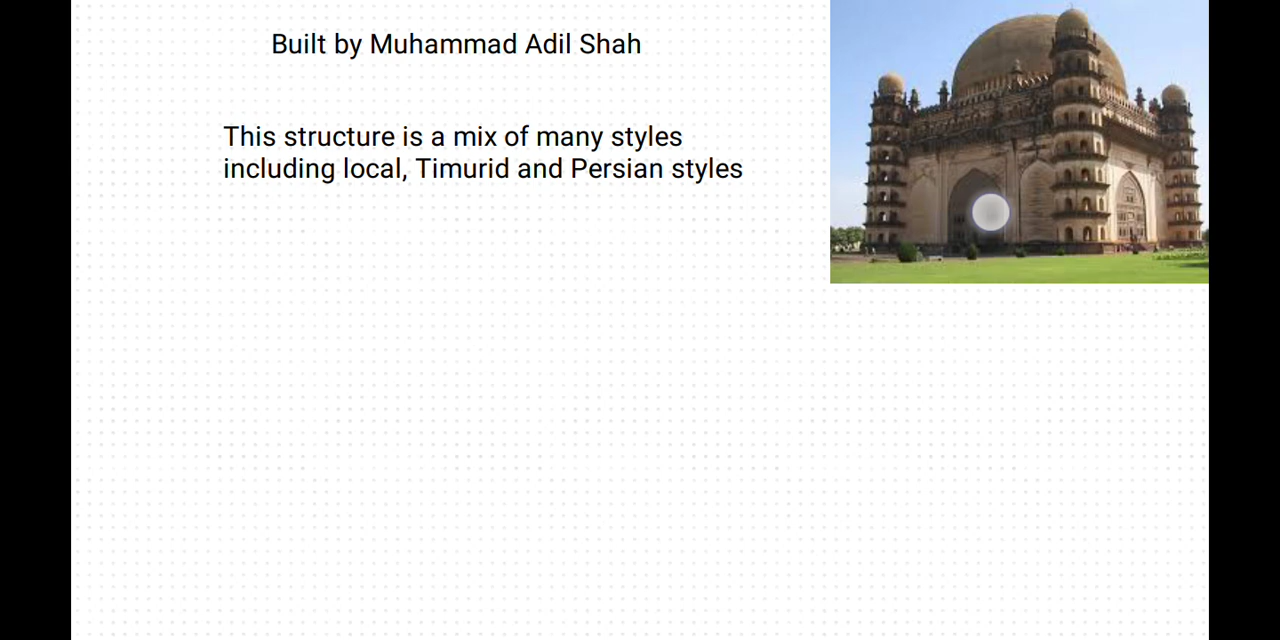 Built by Muhammad Adil Shah
This structure is a mix of many styles
including local, Timurid and Persian styles